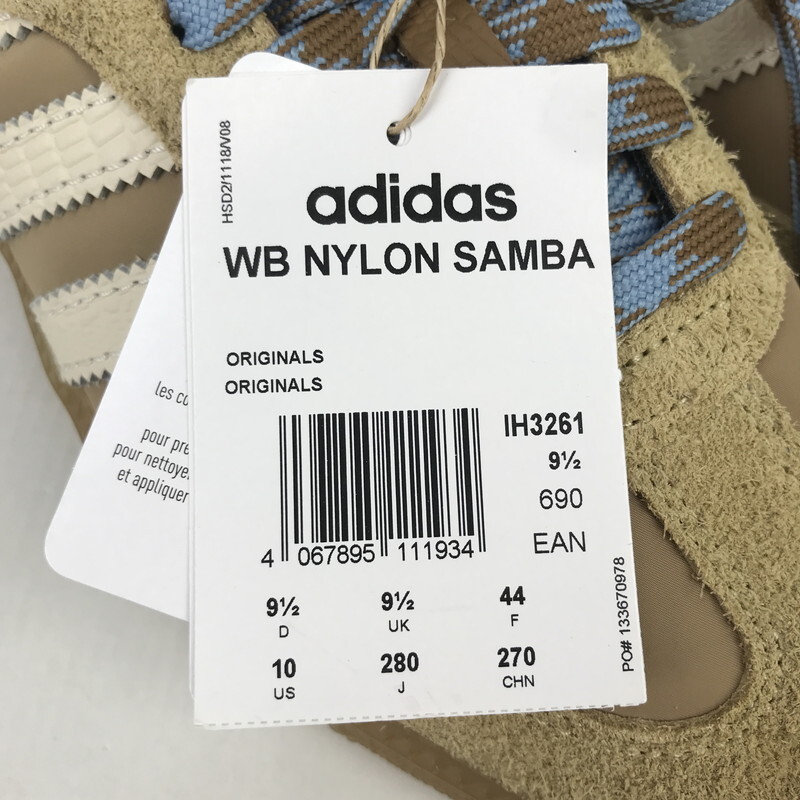 HSD2/1118/V08
adidas
WB NYLON SAMBA
ORIGINALS
ORIGINALS
IH3261
9½
690
EAN
4 067895 111934
9½ 9½ 44
D UK F
10 280 270
US J CHN
PO# 133670978
les
pour
pour nettoye
et appliquer